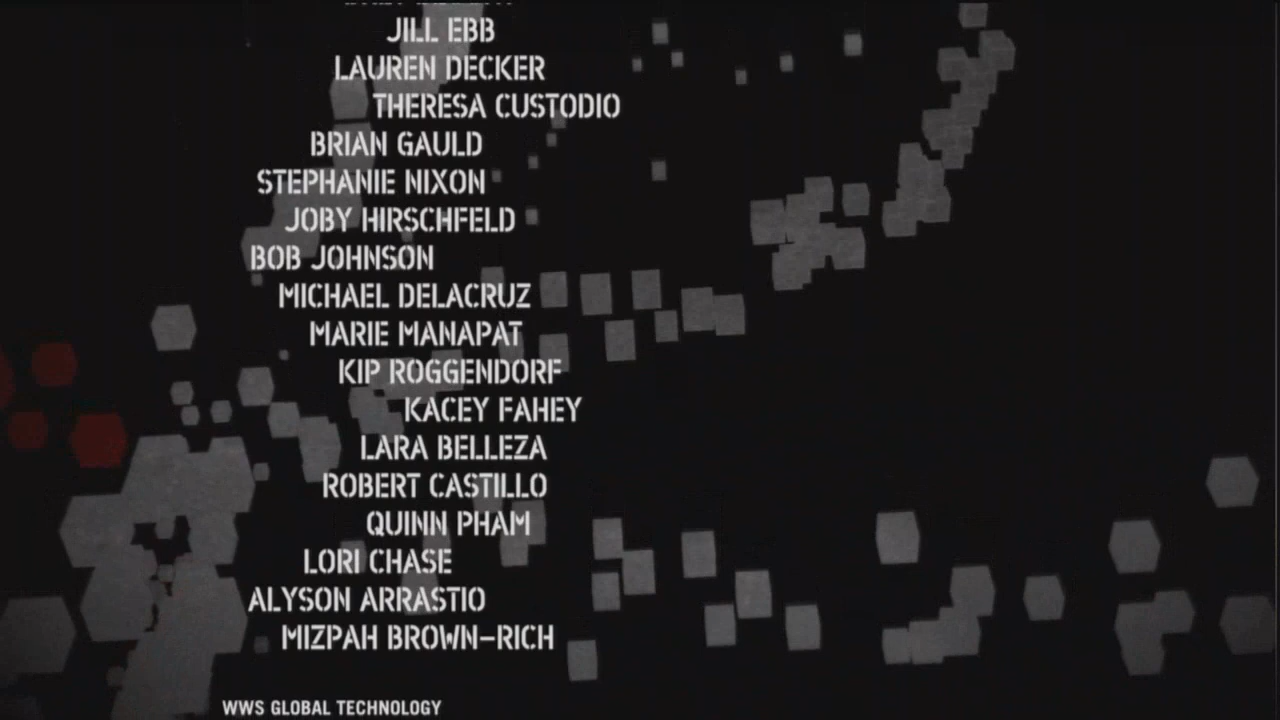 JILL EBB
LAUREN DECKER
THERESA CUSTODIO
BRIAN GAULD
STEPHANIE NIXON
JOBY HIRSCHFELD
BOB JOHNSON
MICHAEL DELACRUZ
MARIE MANAPAT
KIP ROGGENDORF
KACEY FAHEY
LARA BELLEZA
ROBERT CASTILLO
QUINN PHAM
LORI CHASE
ALYSON ARRASTIO
MIZPAH BROWN-RICH
WWS GLOBAL TECHNOLOGY